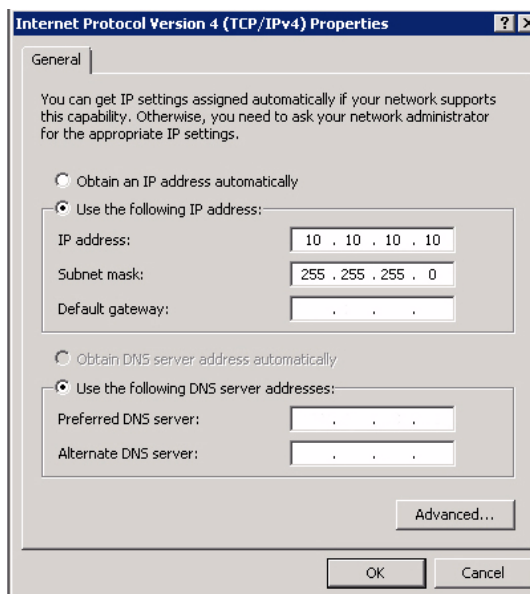 Internet Protocol Version 4 (TCP/IPv4) Properties
General
You can get IP settings assigned automatically if your network supports
this capability. Otherwise, you need to ask your network administrator
for the appropriate IP settings.
Obtain an IP address automatically
Use the following IP address:
IP address: 10 . 10 . 10 . 10
Subnet mask: 255 . 255 . 255 . 0
Default gateway: . . .
Obtain DNS server address automatically
Use the following DNS server addresses:
Preferred DNS server: . . .
Alternate DNS server: . . .
Advanced...
OK Cancel